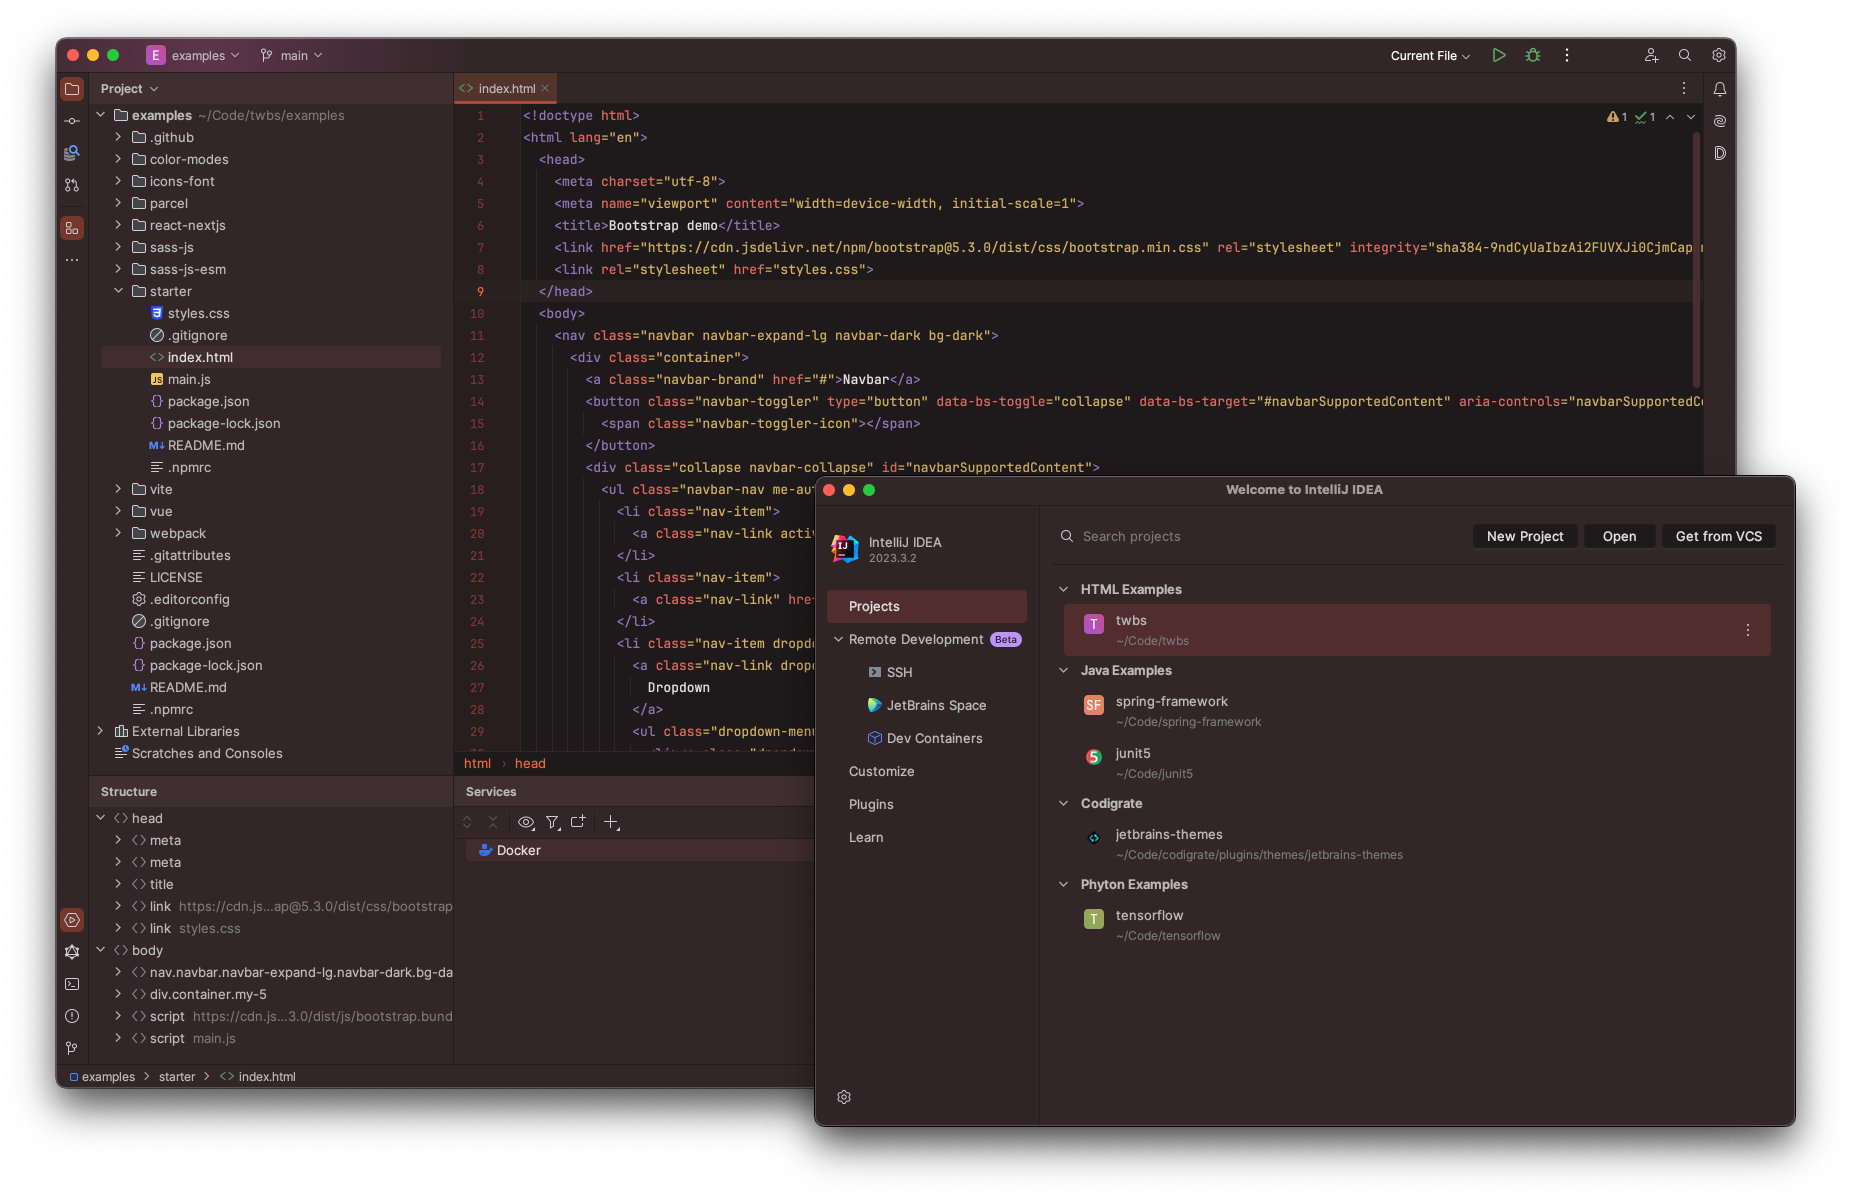 E examples main Current File
Project
index.html
examples ~/Code/twbs/examples
.github
color-modes
icons-font
parcel
react-nextjs
sass-js
sass-js-esm
starter
styles.css
.gitignore
index.html
JS main.js
package.json
package-lock.json
M↓ README.md
.npmrc
vite
vue
webpack
.gitattributes
LICENSE
.editorconfig
.gitignore
package.json
package-lock.json
M↓ README.md
.npmrc
External Libraries
Scratches and Consoles
1 <!doctype html>
2 <html lang="en">
3 <head>
4 <meta charset="utf-8">
5 <meta name="viewport" content="width=device-width, initial-scale=1">
6 <title>Bootstrap demo</title>
7 <link href="https://cdn.jsdelivr.net/npm/bootstrap@5.3.0/dist/css/bootstrap.min.css" rel="stylesheet" integrity="sha384-9ndCyUaIbzAi2FUVXJi0CjmCap
8 <link rel="stylesheet" href="styles.css">
9 </head>
10 <body>
11 <nav class="navbar navbar-expand-lg navbar-dark bg-dark">
12 <div class="container">
13 <a class="navbar-brand" href="#">Navbar</a>
14 <button class="navbar-toggler" type="button" data-bs-toggle="collapse" data-bs-target="#navbarSupportedContent" aria-controls="navbarSupportedCo
15 <span class="navbar-toggler-icon"></span>
16 </button>
17 <div class="collapse navbar-collapse" id="navbarSupportedContent">
18 <ul class="navbar-nav me-aut
19 <li class="nav-item">
20 <a class="nav-link activ
21 </li>
22 <li class="nav-item">
23 <a class="nav-link" hre
24 </li>
25 <li class="nav-item dropd
26 <a class="nav-link dropd
27 Dropdown
28 </a>
29 <ul class="dropdown-menu
1 1
html › head
Structure
head
meta
meta
title
link https://cdn.js...ap@5.3.0/dist/css/bootstrap
link styles.css
body
nav.navbar.navbar-expand-lg.navbar-dark.bg-da
div.container.my-5
script https://cdn.js...3.0/dist/js/bootstrap.bund
script main.js
Services
Docker
examples > starter > index.html
Welcome to IntelliJ IDEA
IJ IntelliJ IDEA
2023.3.2
Projects
Remote Development Beta
SSH
JetBrains Space
Dev Containers
Customize
Plugins
Learn
Search projects New Project Open Get from VCS
HTML Examples
T twbs
~/Code/twbs
Java Examples
SF spring-framework
~/Code/spring-framework
5 junit5
~/Code/junit5
Codigrate
jetbrains-themes
~/Code/codigrate/plugins/themes/jetbrains-themes
Phyton Examples
T tensorflow
~/Code/tensorflow